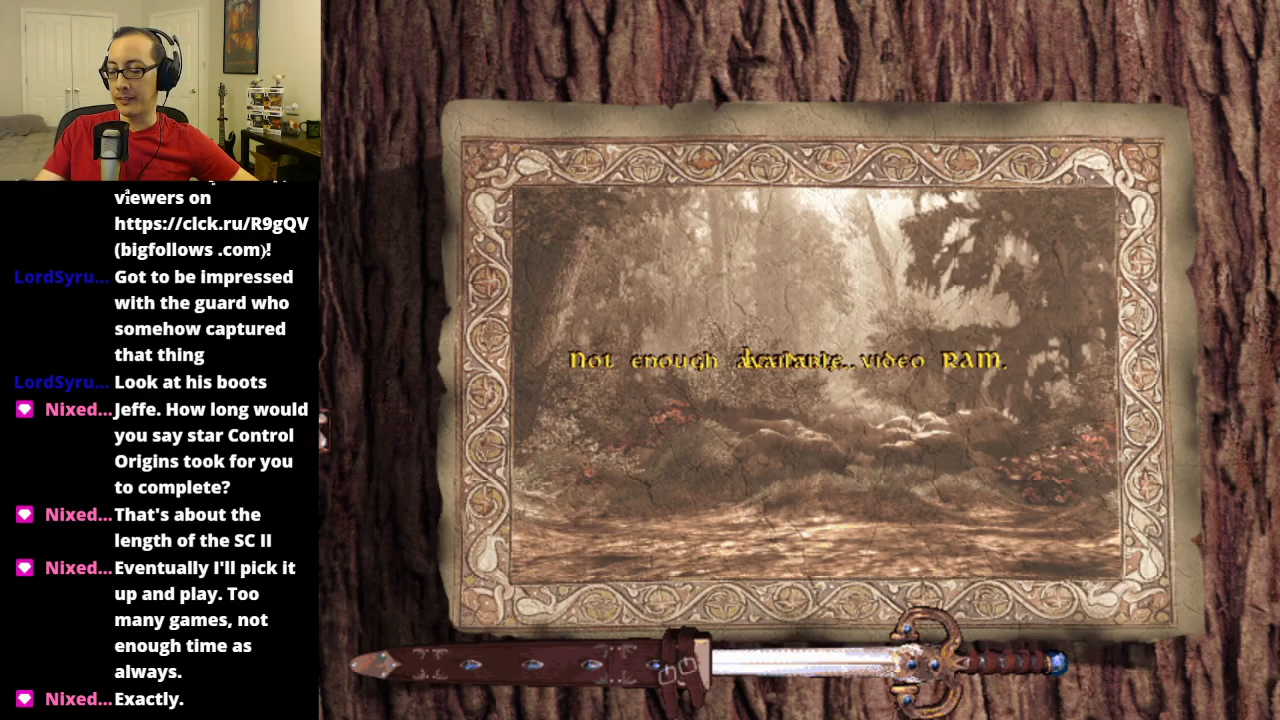 viewers on
https://clck.ru/R9gQV
(bigfollows .com)!
LordSyru... Got to be impressed
with the guard who
somehow captured
that thing
LordSyru... Look at his boots
Nixed... Jeffe. How long would
you say star Control
Origins took for you
to complete?
Nixed... That's about the
length of the SC II
Nixed... Eventually I'll pick it
up and play. Too
many games, not
enough time as
always.
Nixed... Exactly.
Not enough video RAM.